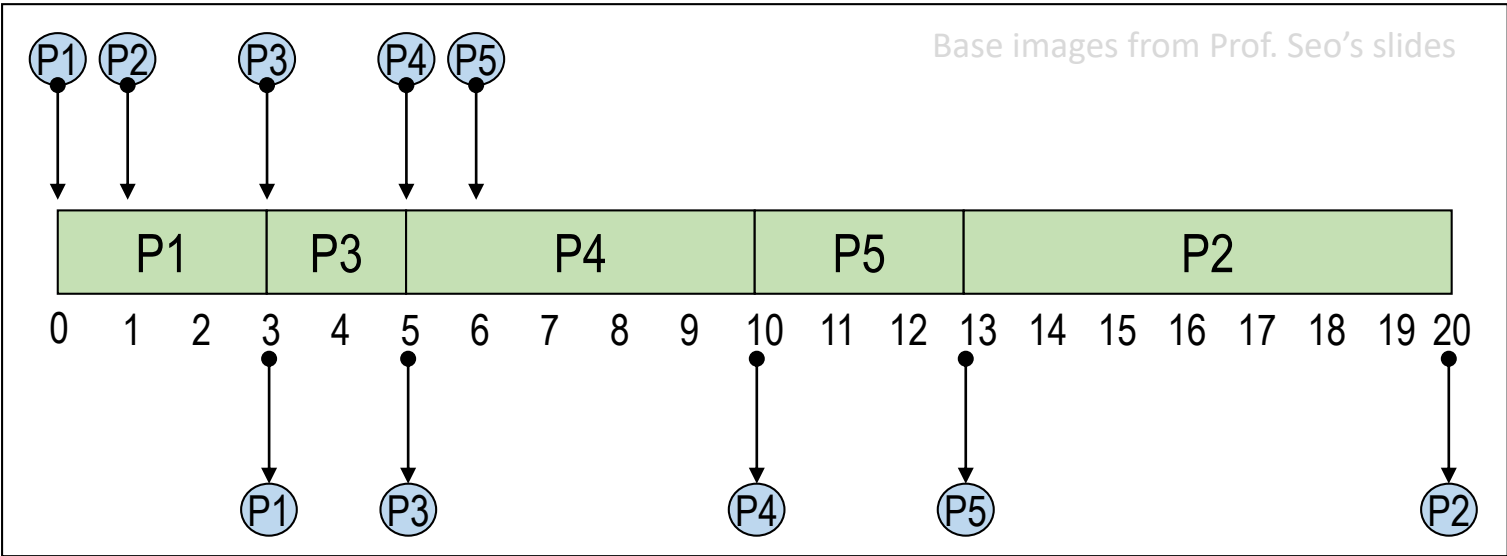 Base images from Prof. Seo’s slides
P1 P2 P3 P4 P5
P1 P3 P4 P5 P2
0 1 2 3 4 5 6 7 8 9 10 11 12 13 14 15 16 17 18 19 20
P1 P3 P4 P5 P2